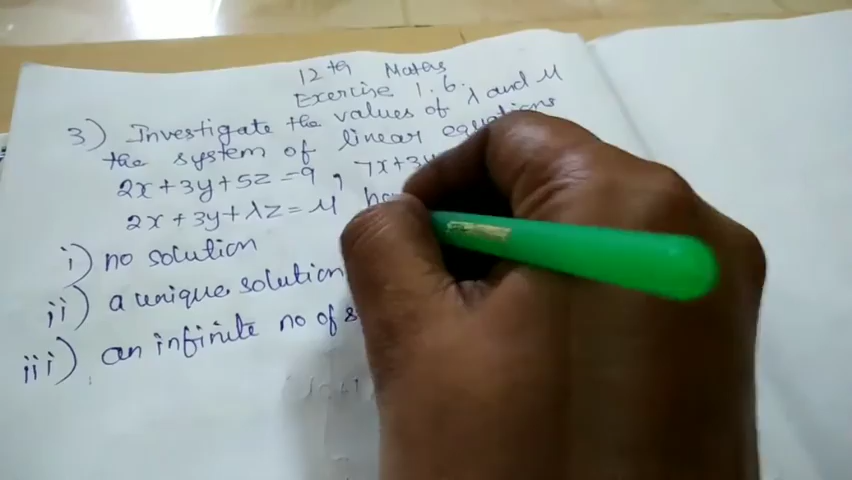 12th Maths
Exercise 1.6.
3) Investigate the values of λ and μ
the system of linear equations
2x + 3y + 5z = 9, 7x + 3y
2x + 3y + λz = μ
i) no solution
ii) a unique solution
iii) an infinite no of